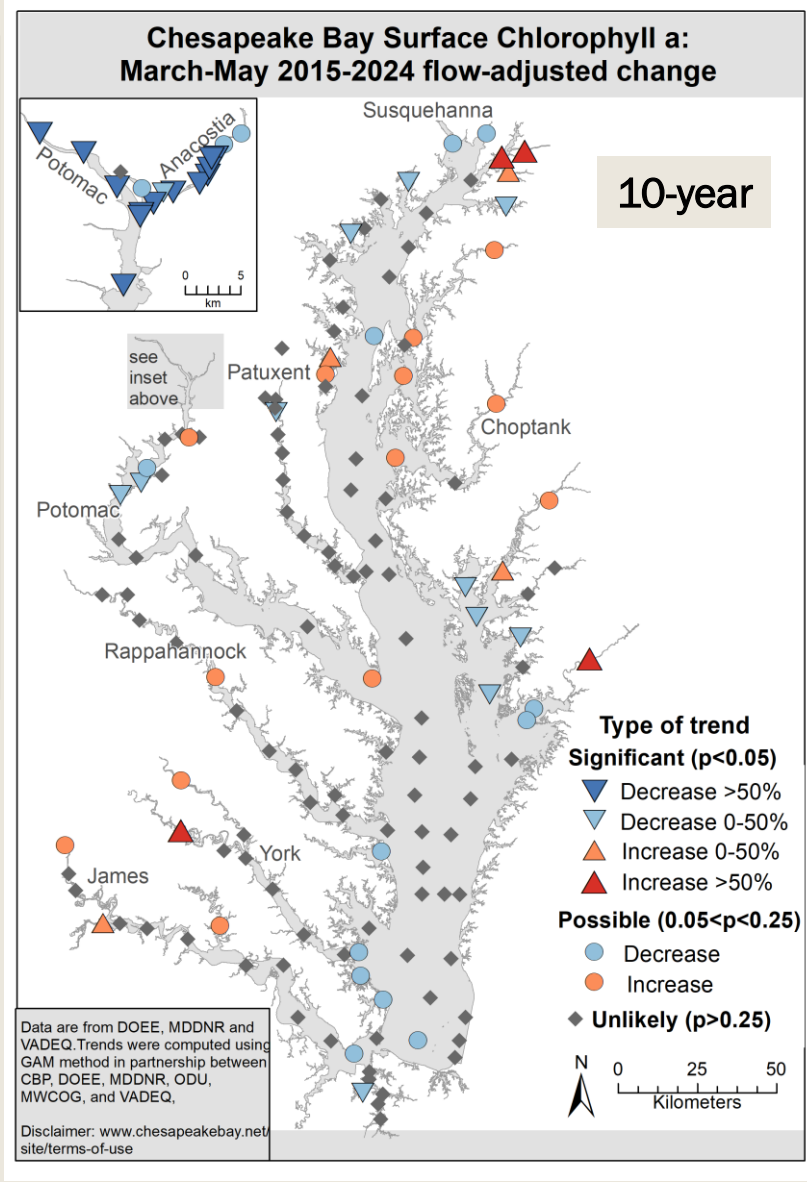 Chesapeake Bay Surface Chlorophyll a:
March-May 2015-2024 flow-adjusted change
Susquehanna
Potomac
Anacostia
10-year
0 5
km
see
inset
above
Patuxent
Choptank
Potomac
Rappahannock
Type of trend
Significant (p<0.05)
Decrease >50%
Decrease 0-50%
Increase 0-50%
Increase >50%
York
James
Possible (0.05<p<0.25)
Decrease
Increase
Unlikely (p>0.25)
Data are from DOEE, MDDNR and
VADEQ.Trends were computed using
GAM method in partnership between
CBP, DOEE, MDDNR, ODU,
MWCOG, and VADEQ,
Disclaimer: www.chesapeakebay.net/
site/terms-of-use
N
0 25 50
Kilometers